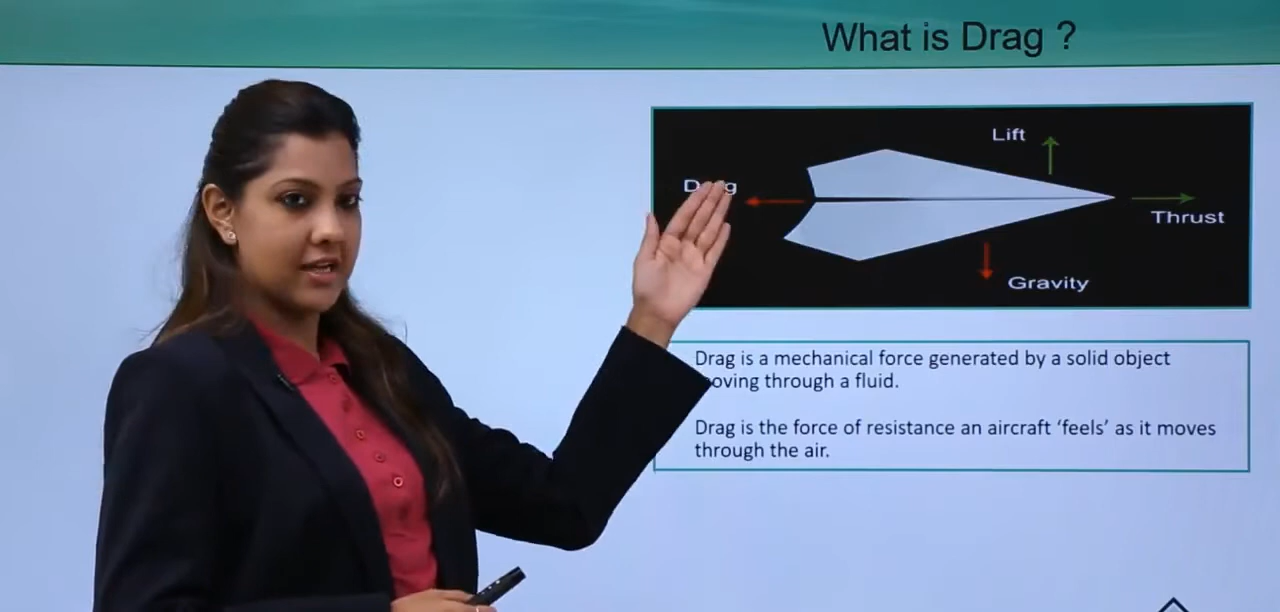 What is Drag ?
Lift
Thrust
Gravity
Drag is a mechanical force generated by a solid object
through a fluid.
Drag is the force of resistance an aircraft ‘feels’ as it moves
through the air.